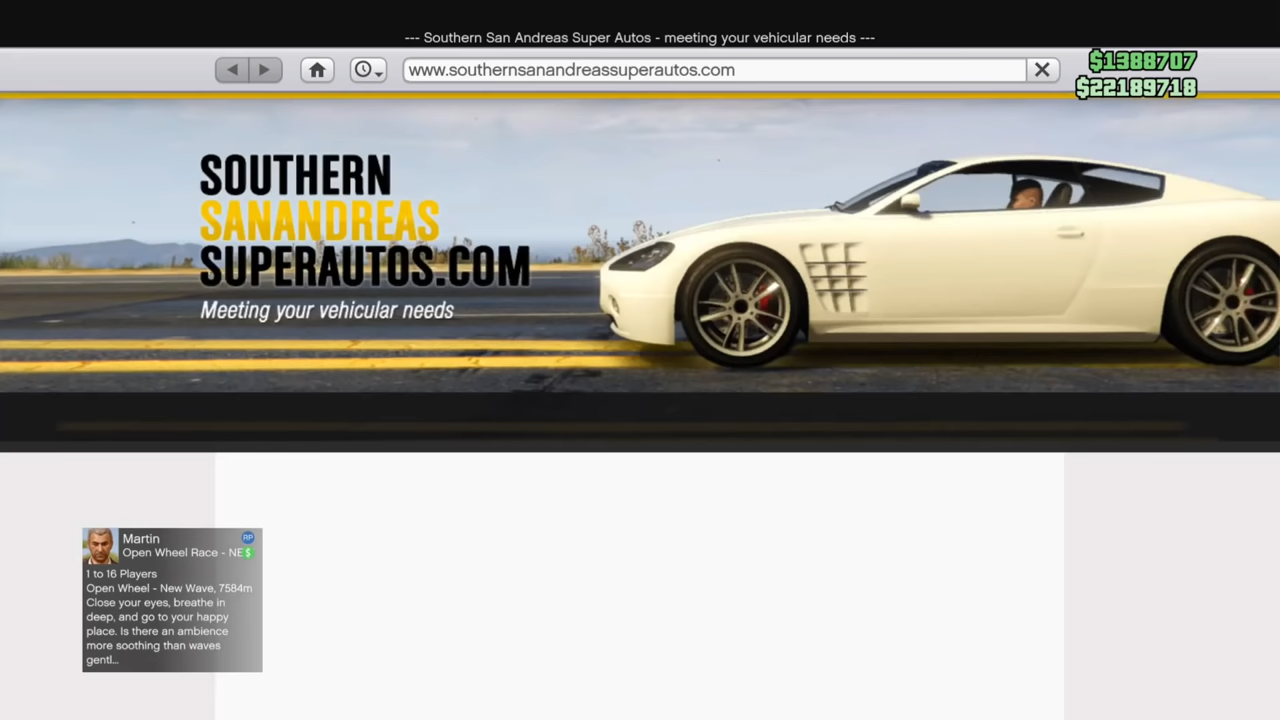 --- Southern San Andreas Super Autos - meeting your vehicular needs ---
www.southernsanandreassuperautos.com
$1388707
$22189718
SOUTHERN
SANANDREAS
SUPERAUTOS.COM
Meeting your vehicular needs
Martin
RP
Open Wheel Race - NE$
1 to 16 Players
Open Wheel - New Wave, 7584m
Close your eyes, breathe in
deep, and go to your happy
place. Is there an ambience
more soothing than waves
gentl...